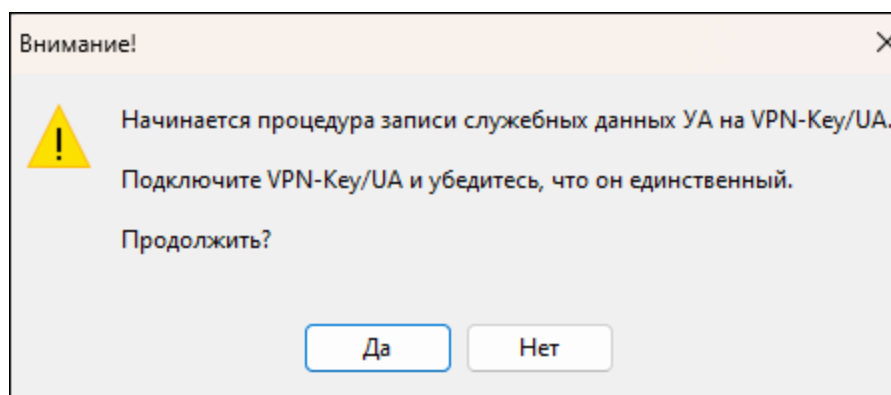 Внимание!
Начинается процедура записи служебных данных УА на VPN-Key/UA.
Подключите VPN-Key/UA и убедитесь, что он единственный.
Продолжить?
Да
Нет